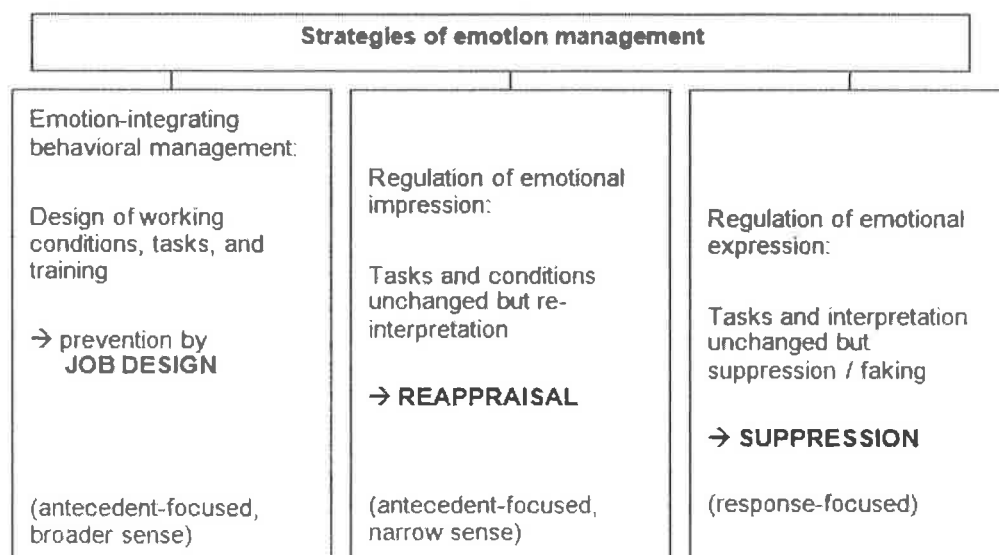 Strategies of emotion management
Emotion-integrating
behavioral management:
Design of working
conditions, tasks, and
training
→ prevention by
JOB DESIGN
(antecedent-focused,
broader sense)
Regulation of emotional
impression:
Tasks and conditions
unchanged but re-
interpretation
→ REAPPRAISAL
(antecedent-focused,
narrow sense)
Regulation of emotional
expression:
Tasks and interpretation
unchanged but
suppression / faking
→ SUPPRESSION
(response-focused)